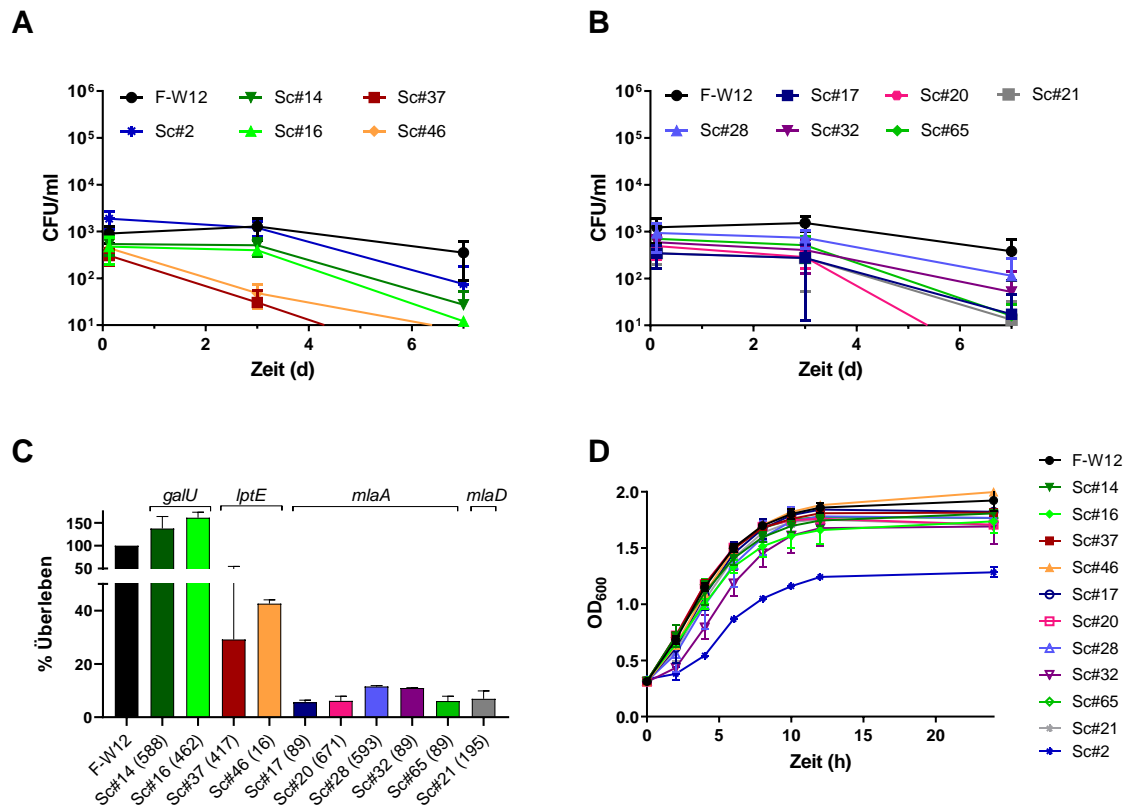 A
F-W12 Sc#14 Sc#37
Sc#2 Sc#16 Sc#46
10⁶
10⁵
10⁴
10³
10²
10¹
CFU/ml
0 2 4 6
Zeit (d)
B
F-W12 Sc#17 Sc#20 Sc#21
Sc#28 Sc#32 Sc#65
10⁶
10⁵
10⁴
10³
10²
10¹
CFU/ml
0 2 4 6
Zeit (d)
C
galU lptE mlaA mlaD
150
100
50
40
20
0
% Überleben
F-W12
Sc#14 (588)
Sc#16 (462)
Sc#37 (417)
Sc#46 (16)
Sc#17 (89)
Sc#20 (671)
Sc#28 (593)
Sc#32 (89)
Sc#65 (89)
Sc#21 (195)
D
2.0
1.5
1.0
0.5
0.0
OD₆₀₀
0 5 10 15 20
Zeit (h)
F-W12
Sc#14
Sc#16
Sc#37
Sc#46
Sc#17
Sc#20
Sc#28
Sc#32
Sc#65
Sc#21
Sc#2